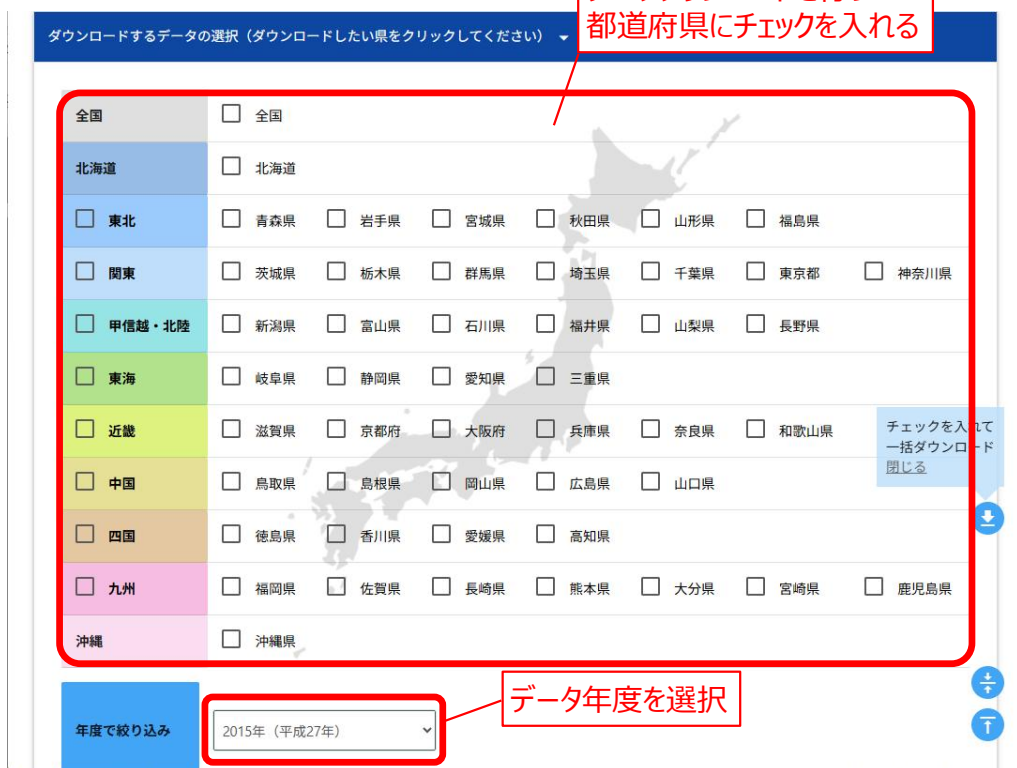 都道府県にチェックを入れる
ダウンロードするデータの選択（ダウンロードしたい県をクリックしてください）
全国 全国
北海道 北海道
東北 青森県 岩手県 宮城県 秋田県 山形県 福島県
関東 茨城県 栃木県 群馬県 埼玉県 千葉県 東京都 神奈川県
甲信越・北陸 新潟県 富山県 石川県 福井県 山梨県 長野県
東海 岐阜県 静岡県 愛知県 三重県
近畿 滋賀県 京都府 大阪府 兵庫県 奈良県 和歌山県
チェックを入れて
一括ダウンロード
閉じる
中国 鳥取県 島根県 岡山県 広島県 山口県
四国 徳島県 香川県 愛媛県 高知県
九州 福岡県 佐賀県 長崎県 熊本県 大分県 宮崎県 鹿児島県
沖縄 沖縄県
データ年度を選択
年度で絞り込み 2015年（平成27年）